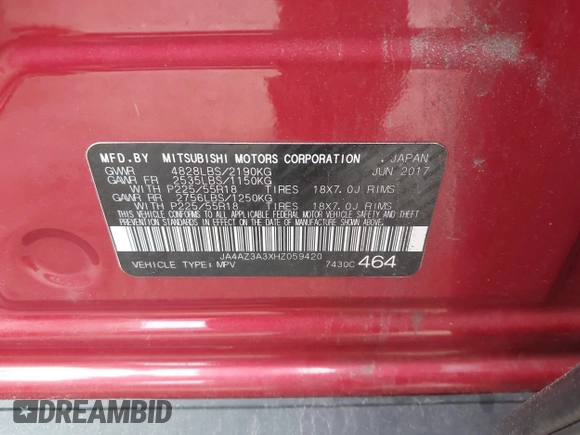 MFD.BY MITSUBISHI MOTORS CORPORATION , JAPAN
GVWR 4828LBS/2190KG JUN 2017
GAWR FR 2535LBS/1150KG
WITH P225/55R18 TIRES 18X7.0J RIMS
GAWR RR 2756LBS/1250KG
WITH P225/55R18 TIRES 18X7.0J RIMS
THIS VEHICLE CONFORMS TO ALL APPLICABLE FEDERAL MOTOR VEHICLE SAFETY AND THEFT
PREVENTION STANDARDS IN EFFECT ON THE DATE OF MANUFACTURE SHOWN ABOVE.
JA4AZ3A3XHZ059420
VEHICLE TYPE:MPV 7430C 464
DREAMBID